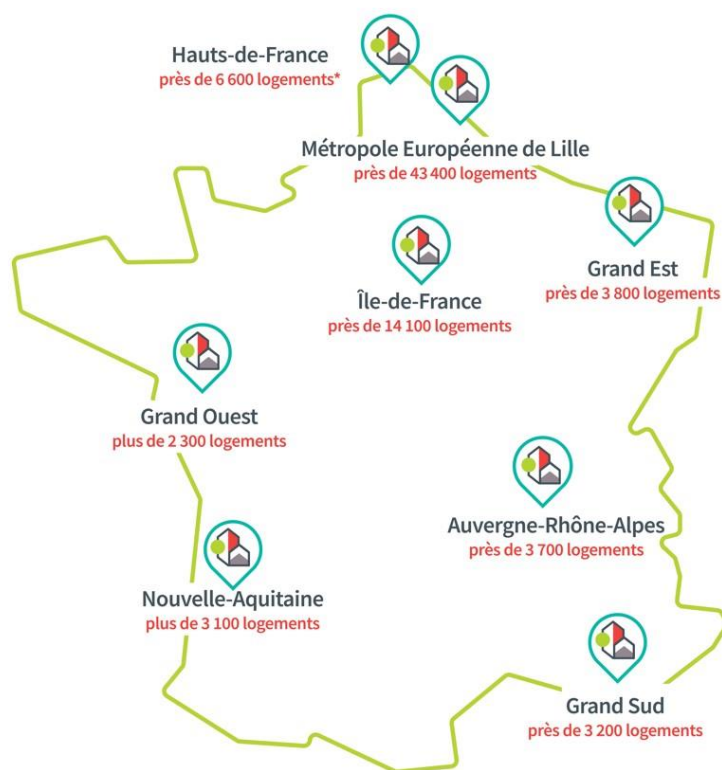 Hauts-de-France
près de 6 600 logements*
Métropole Européenne de Lille
près de 43 400 logements
Grand Est
près de 3 800 logements
Île-de-France
près de 14 100 logements
Grand Ouest
plus de 2 300 logements
Auvergne-Rhône-Alpes
près de 3 700 logements
Nouvelle-Aquitaine
plus de 3 100 logements
Grand Sud
près de 3 200 logements